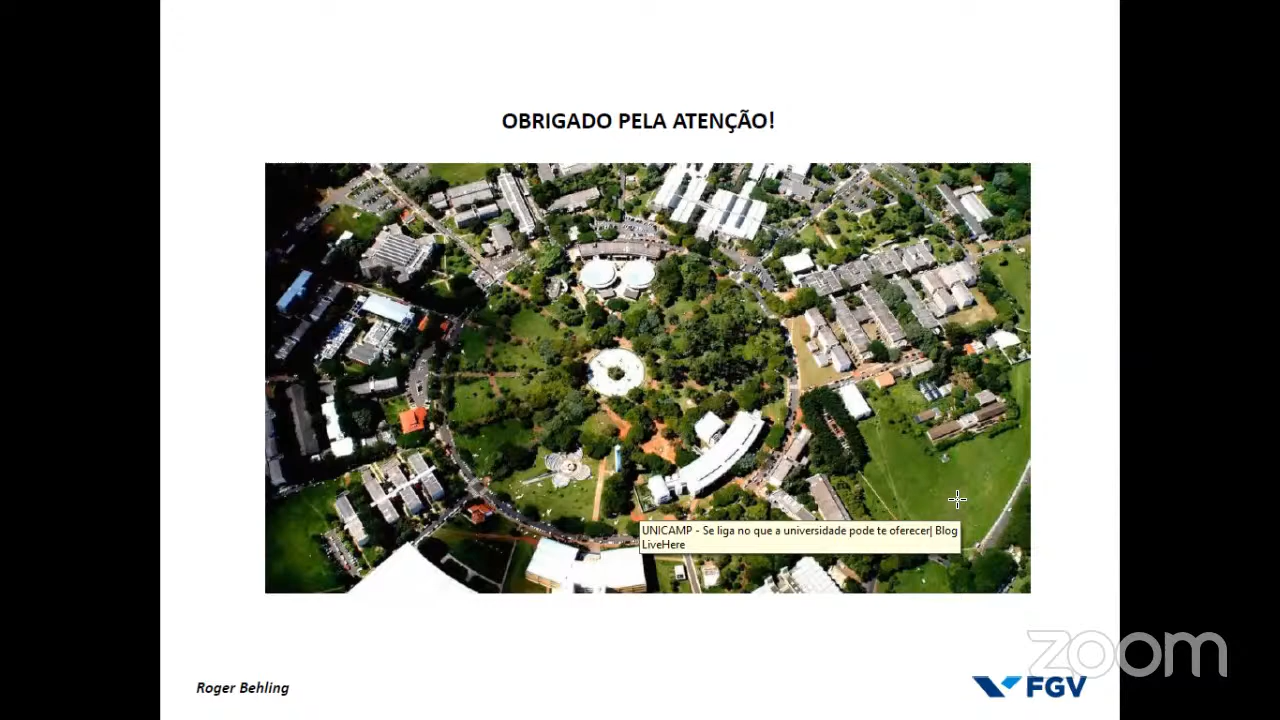 OBRIGADO PELA ATENÇÃO!
UNICAMP - Se liga no que a universidade pode te oferecer| Blog
LiveHere
zoom
Roger Behling
FGV